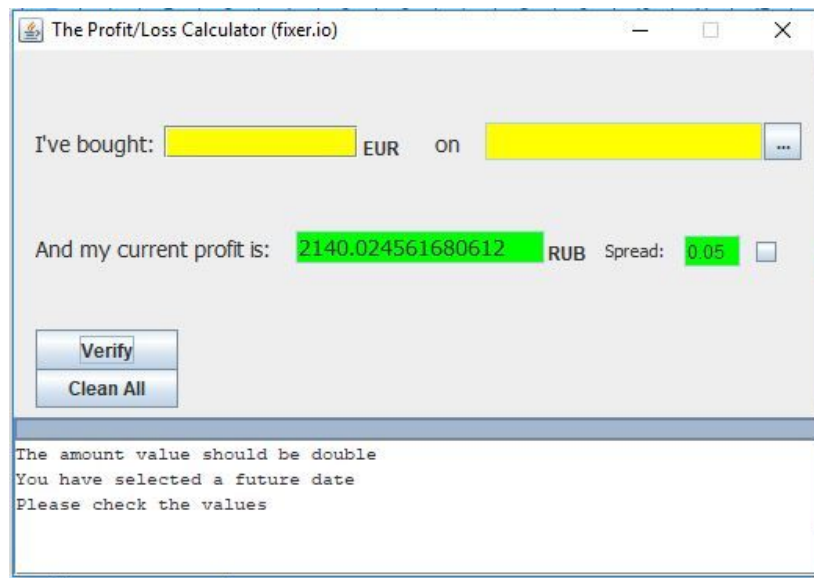 The Profit/Loss Calculator (fixer.io)
I've bought: EUR on ...
And my current profit is: 2140.024561680612 RUB Spread: 0.05
Verify
Clean All
The amount value should be double
You have selected a future date
Please check the values